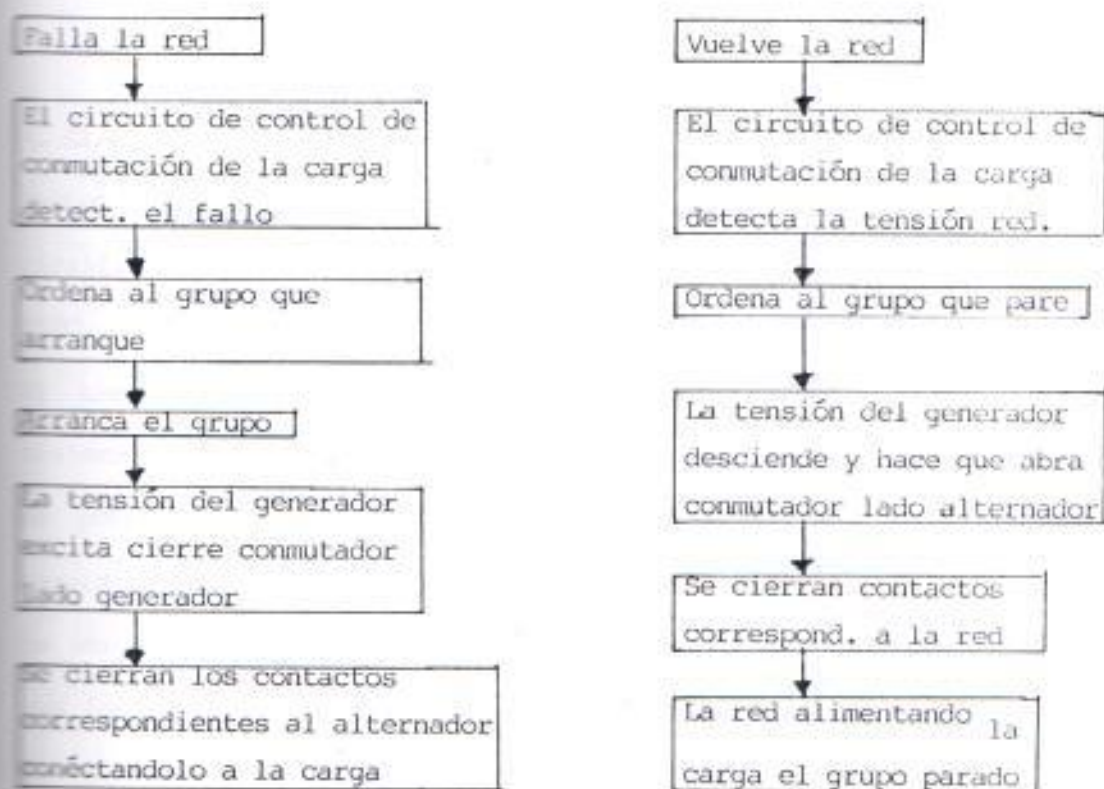 Falla la red
El circuito de control de
conmutación de la carga
detect. el fallo
Ordena al grupo que
arranque
Arranca el grupo
La tensión del generador
excita cierre conmutador
lado generador
Se cierran los contactos
correspondientes al alternador
conéctandolo a la carga
Vuelve la red
El circuito de control de
conmutación de la carga
detecta la tensión red.
Ordena al grupo que pare
La tensión del generador
desciende y hace que abra
conmutador lado alternador
Se cierran contactos
correspond. a la red
La red alimentando la
carga el grupo parado